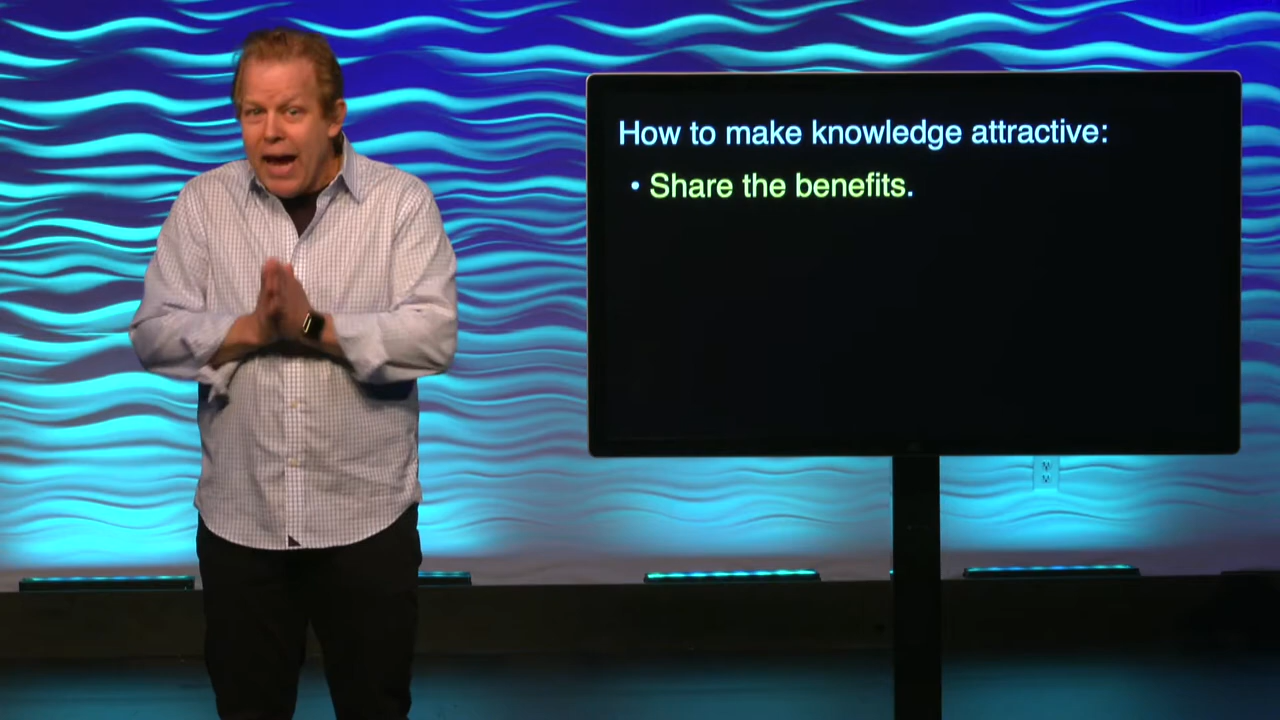 How to make knowledge attractive:
• Share the benefits.